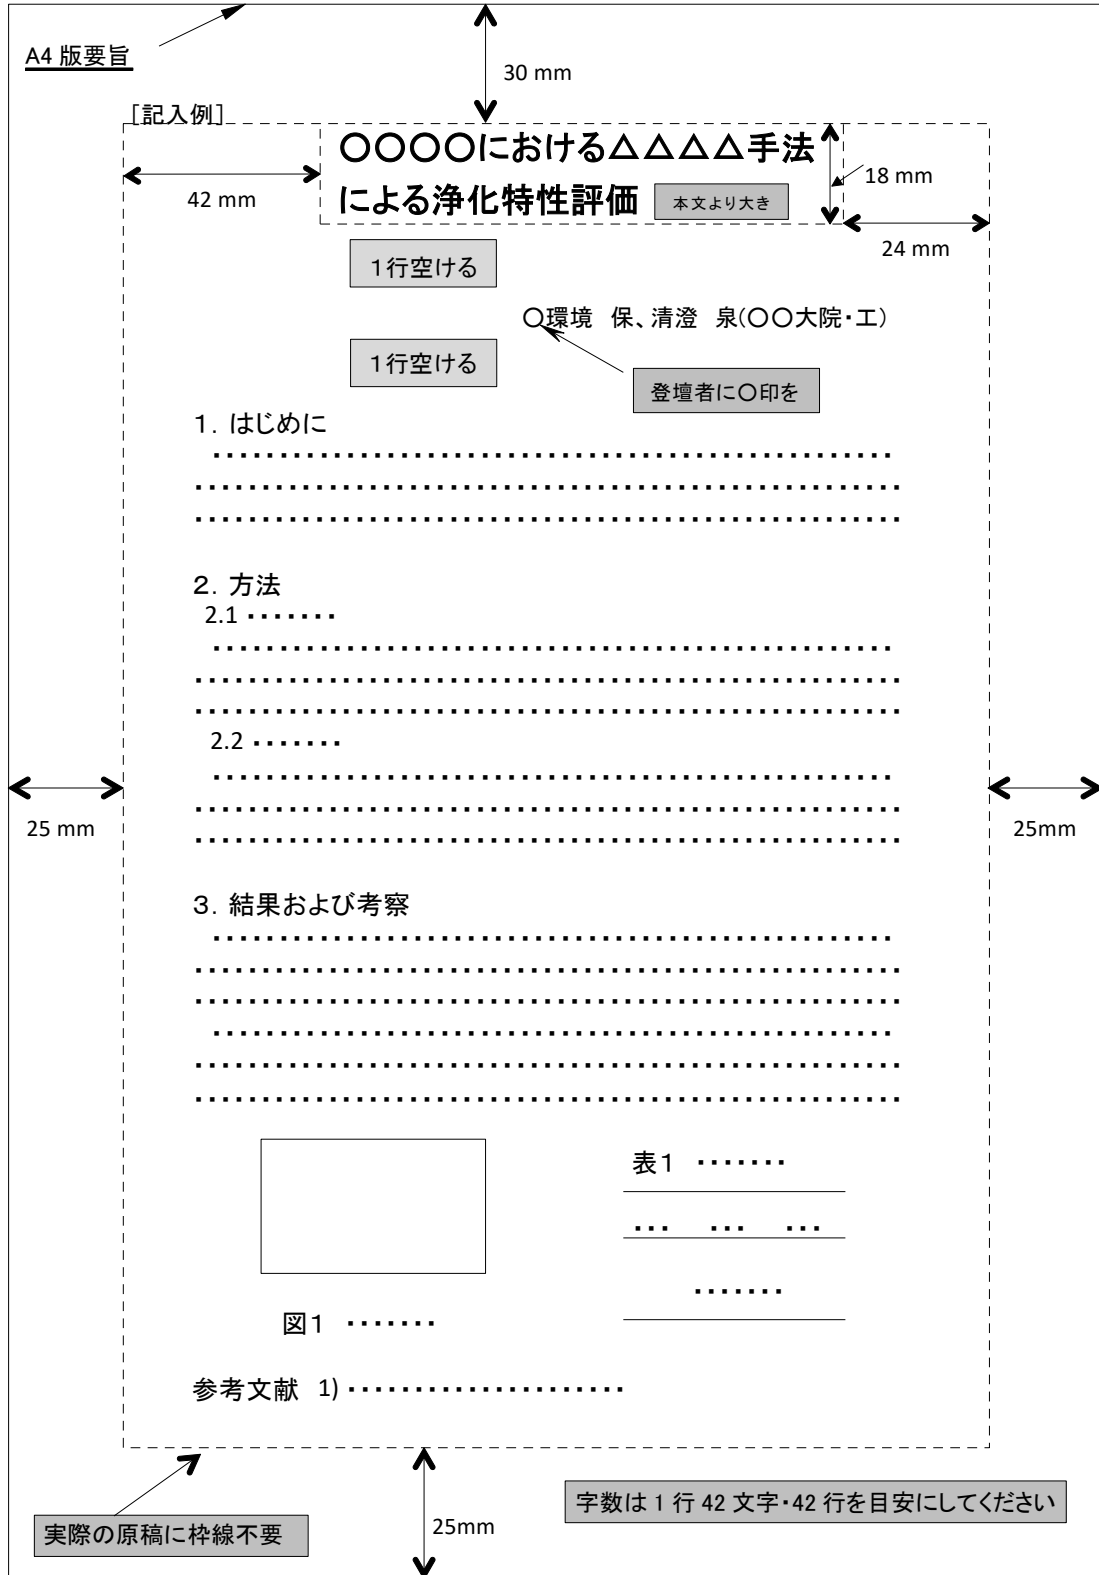 A4 版要旨
30 mm
[記入例]
〇〇〇〇における△△△△手法
18 mm
42 mm
による浄化特性評価
本文より大き
24 mm
1行空ける
〇環境 保、清澄 泉(〇〇大院・工)
1行空ける
登壇者に〇印を
1. はじめに
・・・・・・・・・・・・・・・・・・・・・・・・・・・・・・・・・・・・・・・・・・・・・・・・・・・
・・・・・・・・・・・・・・・・・・・・・・・・・・・・・・・・・・・・・・・・・・・・・・・・・・・・・
・・・・・・・・・・・・・・・・・・・・・・・・・・・・・・・・・・・・・・・・・・・・・・・・・・・・・
2. 方法
2.1 ・・・・・・・
・・・・・・・・・・・・・・・・・・・・・・・・・・・・・・・・・・・・・・・・・・・・・・・・・・・
・・・・・・・・・・・・・・・・・・・・・・・・・・・・・・・・・・・・・・・・・・・・・・・・・・・・・
・・・・・・・・・・・・・・・・・・・・・・・・・・・・・・・・・・・・・・・・・・・・・・・・・・・・・
2.2 ・・・・・・・
・・・・・・・・・・・・・・・・・・・・・・・・・・・・・・・・・・・・・・・・・・・・・・・・・・・
・・・・・・・・・・・・・・・・・・・・・・・・・・・・・・・・・・・・・・・・・・・・・・・・・・・・・
25 mm
25mm
・・・・・・・・・・・・・・・・・・・・・・・・・・・・・・・・・・・・・・・・・・・・・・・・・・・・・
3. 結果および考察
・・・・・・・・・・・・・・・・・・・・・・・・・・・・・・・・・・・・・・・・・・・・・・・・・・・
・・・・・・・・・・・・・・・・・・・・・・・・・・・・・・・・・・・・・・・・・・・・・・・・・・・・・
・・・・・・・・・・・・・・・・・・・・・・・・・・・・・・・・・・・・・・・・・・・・・・・・・・・・・
・・・・・・・・・・・・・・・・・・・・・・・・・・・・・・・・・・・・・・・・・・・・・・・・・・・
・・・・・・・・・・・・・・・・・・・・・・・・・・・・・・・・・・・・・・・・・・・・・・・・・・・・・
・・・・・・・・・・・・・・・・・・・・・・・・・・・・・・・・・・・・・・・・・・・・・・・・・・・・・
表1 ・・・・・・・
・・・ ・・・ ・・・
・・・・・・・
図1 ・・・・・・・
参考文献 1) ・・・・・・・・・・・・・・・・・・・・・
字数は 1 行 42 文字・42 行を目安にしてください
実際の原稿に枠線不要
25mm